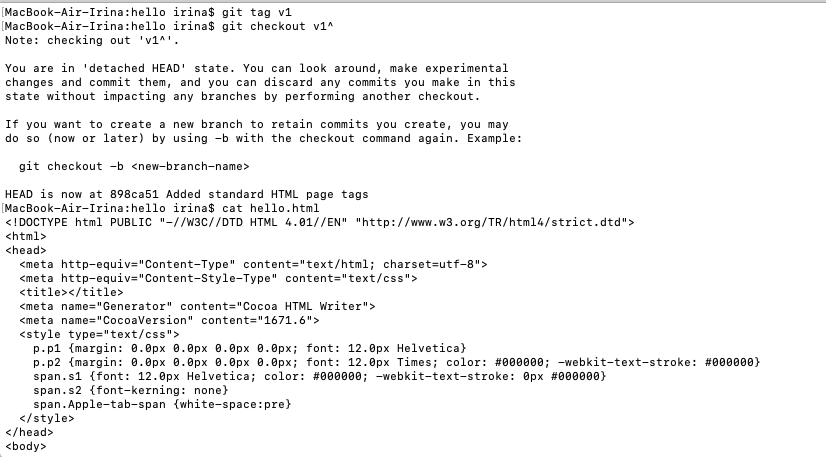 [MacBook-Air-Irina:hello irina$ git tag v1
[MacBook-Air-Irina:hello irina$ git checkout v1^
Note: checking out 'v1^'.

You are in 'detached HEAD' state. You can look around, make experimental
changes and commit them, and you can discard any commits you make in this
state without impacting any branches by performing another checkout.

If you want to create a new branch to retain commits you create, you may
do so (now or later) by using -b with the checkout command again. Example:

  git checkout -b <new-branch-name>

HEAD is now at 898ca51 Added standard HTML page tags
[MacBook-Air-Irina:hello irina$ cat hello.html
<!DOCTYPE html PUBLIC "-//W3C//DTD HTML 4.01//EN" "http://www.w3.org/TR/html4/strict.dtd">
<html>
<head>
  <meta http-equiv="Content-Type" content="text/html; charset=utf-8">
  <meta http-equiv="Content-Style-Type" content="text/css">
  <title></title>
  <meta name="Generator" content="Cocoa HTML Writer">
  <meta name="CocoaVersion" content="1671.6">
  <style type="text/css">
    p.p1 {margin: 0.0px 0.0px 0.0px 0.0px; font: 12.0px Helvetica}
    p.p2 {margin: 0.0px 0.0px 0.0px 0.0px; font: 12.0px Times; color: #000000; -webkit-text-stroke: #000000}
    span.s1 {font: 12.0px Helvetica; color: #000000; -webkit-text-stroke: 0px #000000}
    span.s2 {font-kerning: none}
    span.Apple-tab-span {white-space:pre}
  </style>
</head>
<body>